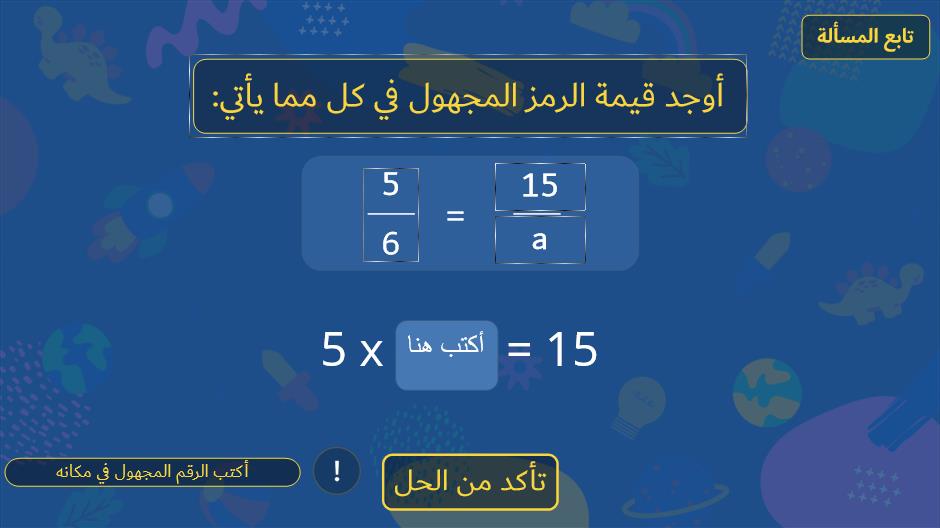 تابع المسألة
أوجد قيمة الرمز المجهول في كل مما يأتي:
5
6
=
15
a
5 x أكتب هنا = 15
أكتب الرقم المجهول في مكانه
!
تأكد من الحل